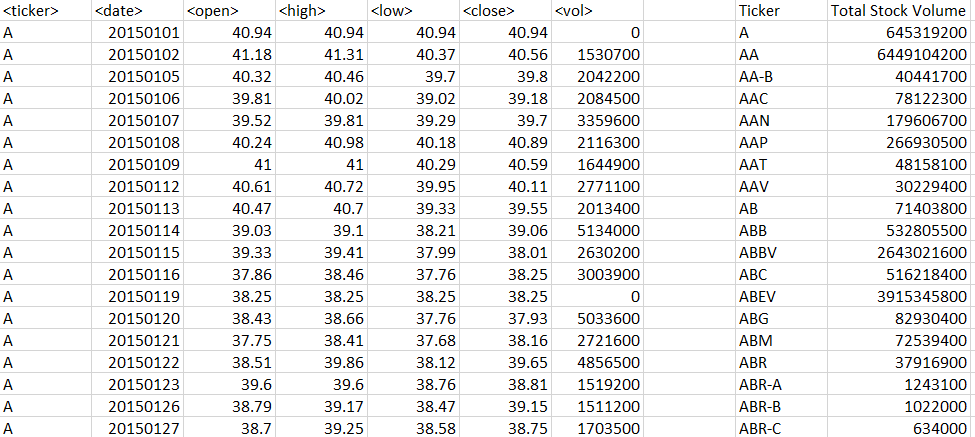 <ticker> <date> <open> <high> <low> <close> <vol> Ticker Total Stock Volume
A 20150101 40.94 40.94 40.94 40.94 0 A 645319200
A 20150102 41.18 41.31 40.37 40.56 1530700 AA 6449104200
A 20150105 40.32 40.46 39.7 39.8 2042200 AA-B 40441700
A 20150106 39.81 40.02 39.02 39.18 2084500 AAC 78122300
A 20150107 39.52 39.81 39.29 39.7 3359600 AAN 179606700
A 20150108 40.24 40.98 40.18 40.89 2116300 AAP 266930500
A 20150109 41 41 40.29 40.59 1644900 AAT 48158100
A 20150112 40.61 40.72 39.95 40.11 2771100 AAV 30229400
A 20150113 40.47 40.7 39.33 39.55 2013400 AB 71403800
A 20150114 39.03 39.1 38.21 39.06 5134000 ABB 532805500
A 20150115 39.33 39.41 37.99 38.01 2630200 ABBV 2643021600
A 20150116 37.86 38.46 37.76 38.25 3003900 ABC 516218400
A 20150119 38.25 38.25 38.25 38.25 0 ABEV 3915345800
A 20150120 38.43 38.66 37.76 37.93 5033600 ABG 82930400
A 20150121 37.75 38.41 37.68 38.16 2721600 ABM 72539400
A 20150122 38.51 39.86 38.12 39.65 4856500 ABR 37916900
A 20150123 39.6 39.6 38.76 38.81 1519200 ABR-A 1243100
A 20150126 38.79 39.17 38.47 39.15 1511200 ABR-B 1022000
A 20150127 38.7 39.25 38.58 38.75 1703500 ABR-C 634000